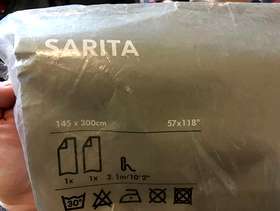 SARITA
145 x 300cm 57x118"
1x 1x 3.1m/10'2"
30°